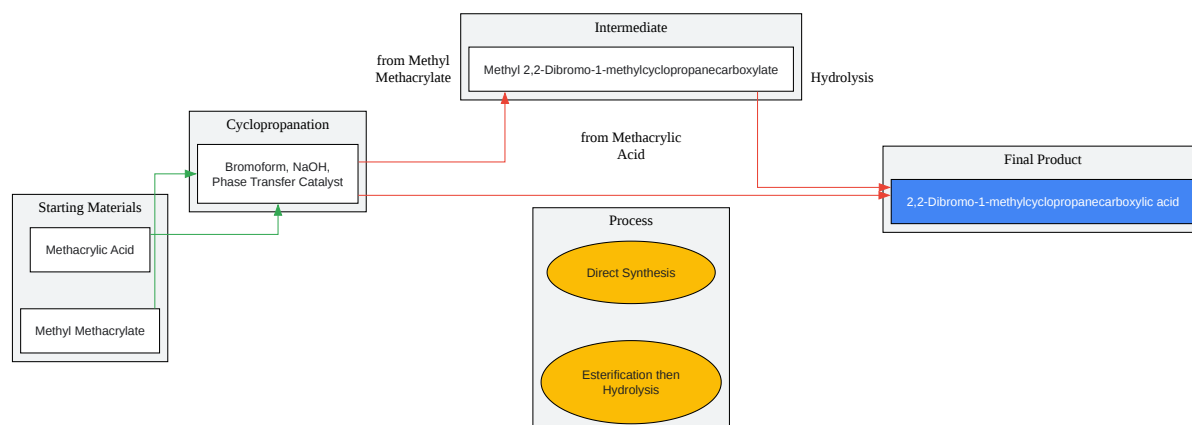 Starting Materials
Methacrylic Acid
Methyl Methacrylate
Cyclopropanation
Bromoform, NaOH,
Phase Transfer Catalyst
from Methyl
Methacrylate
Intermediate
Methyl 2,2-Dibromo-1-methylcyclopropanecarboxylate
Hydrolysis
from Methacrylic
Acid
Final Product
2,2-Dibromo-1-methylcyclopropanecarboxylic acid
Process
Direct Synthesis
Esterification then
Hydrolysis